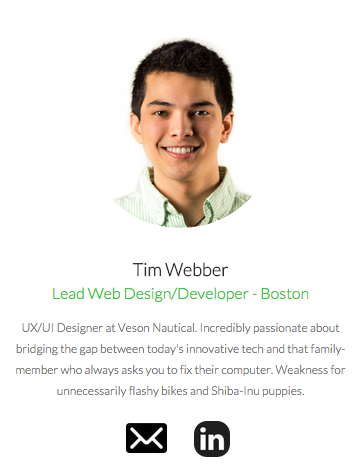 Tim Webber
Lead Web Design/Developer - Boston
UX/UI Designer at Veson Nautical. Incredibly passionate about
bridging the gap between today's innovative tech and that family-
member who always asks you to fix their computer. Weakness for
unnecessarily flashy bikes and Shiba-Inu puppies.
in